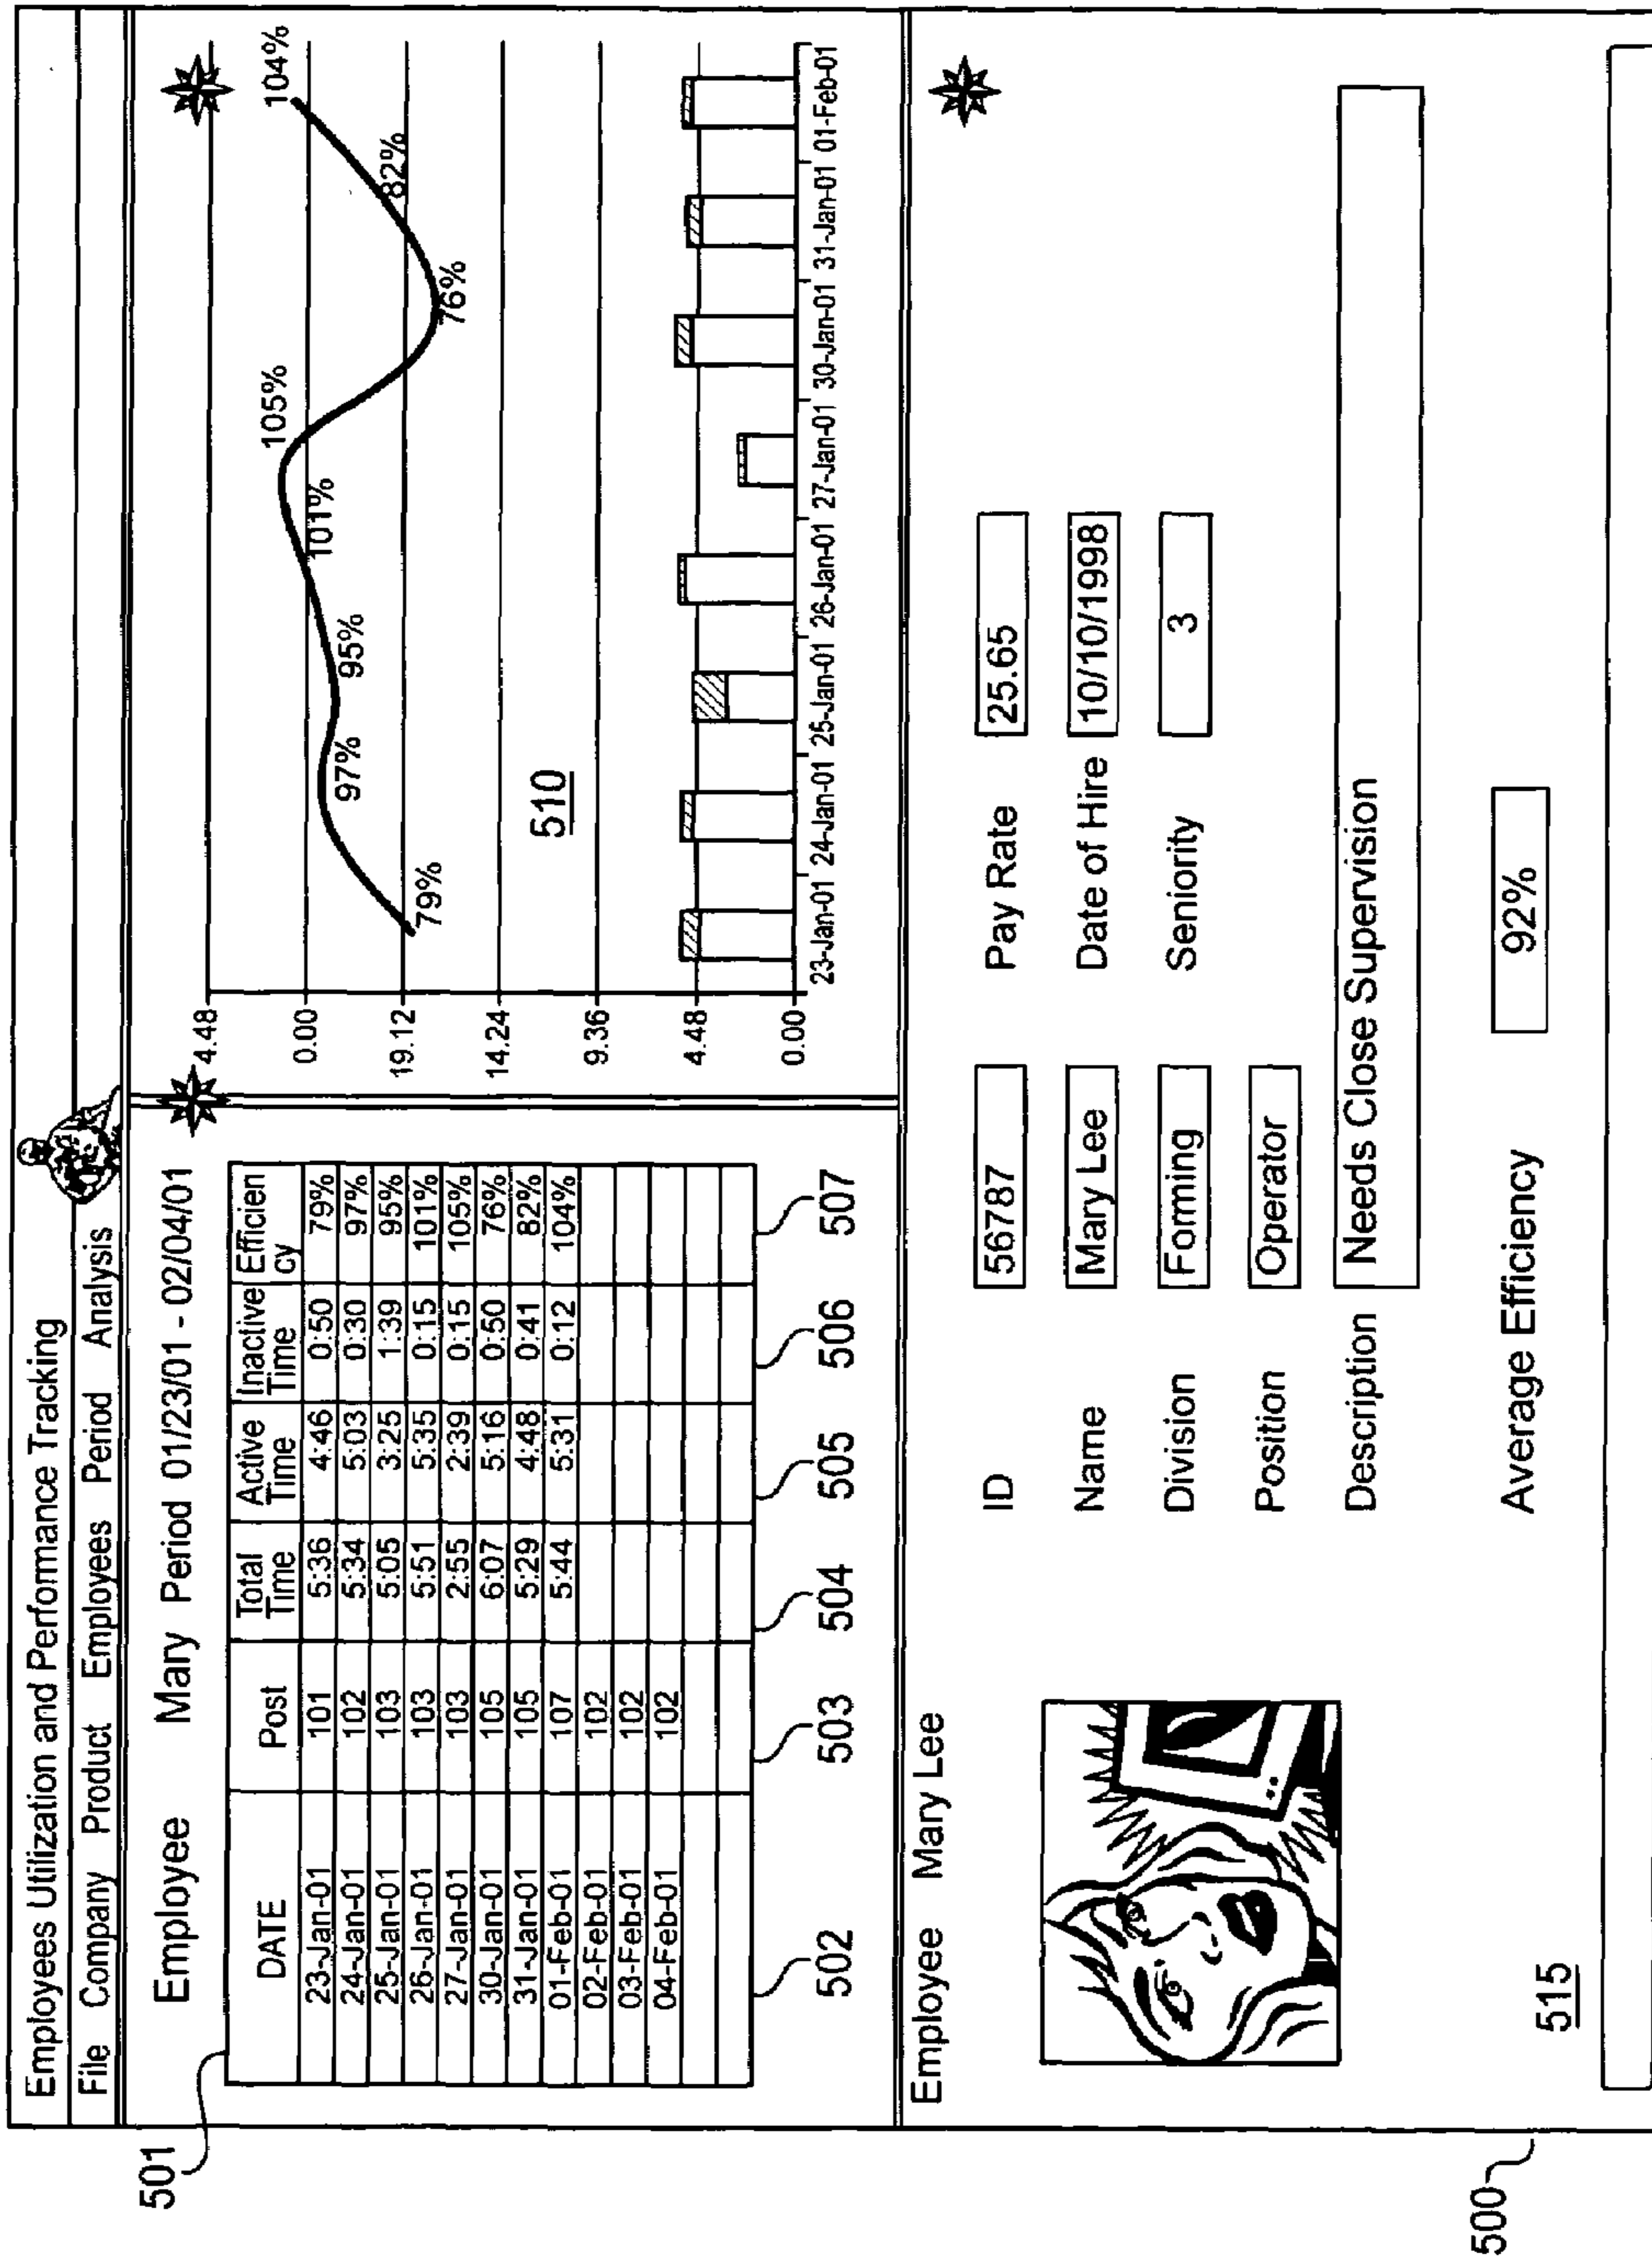 Employees Utilization and Performance Tracking
File Company Product Employees Period Analysis
Employee Mary Period 01/23/01 - 02/04/01
501
DATE Post Total Time Active Time Inactive Time Efficien cy
23-Jan-01 101 5:36 4:46 0:50 79%
24-Jan-01 102 5:34 5:03 0:30 97%
25-Jan-01 103 5:05 3:25 1:39 95%
26-Jan-01 103 5:51 5:35 0:15 101%
27-Jan-01 103 2:55 2:39 0:15 105%
30-Jan-01 105 6:07 5:16 0:50 76%
31-Jan-01 105 5:29 4:48 0:41 82%
01-Feb-01 107 5:44 5:31 0:12 104%
02-Feb-01 102
03-Feb-01 102
04-Feb-01 102
502 503 504 505 506 507
4.48
0.00
19.12
14.24
9.36
4.48
0.00
79% 97% 95% 101% 105% 76% 82% 104%
510
23-Jan-01 24-Jan-01 25-Jan-01 26-Jan-01 27-Jan-01 30-Jan-01 31-Jan-01 01-Feb-01
Employee Mary Lee
ID 56787 Pay Rate 25.65
Name Mary Lee Date of Hire 10/10/1998
Division Forming Seniority 3
Position Operator
Description Needs Close Supervision
Average Efficiency 92%
515
500